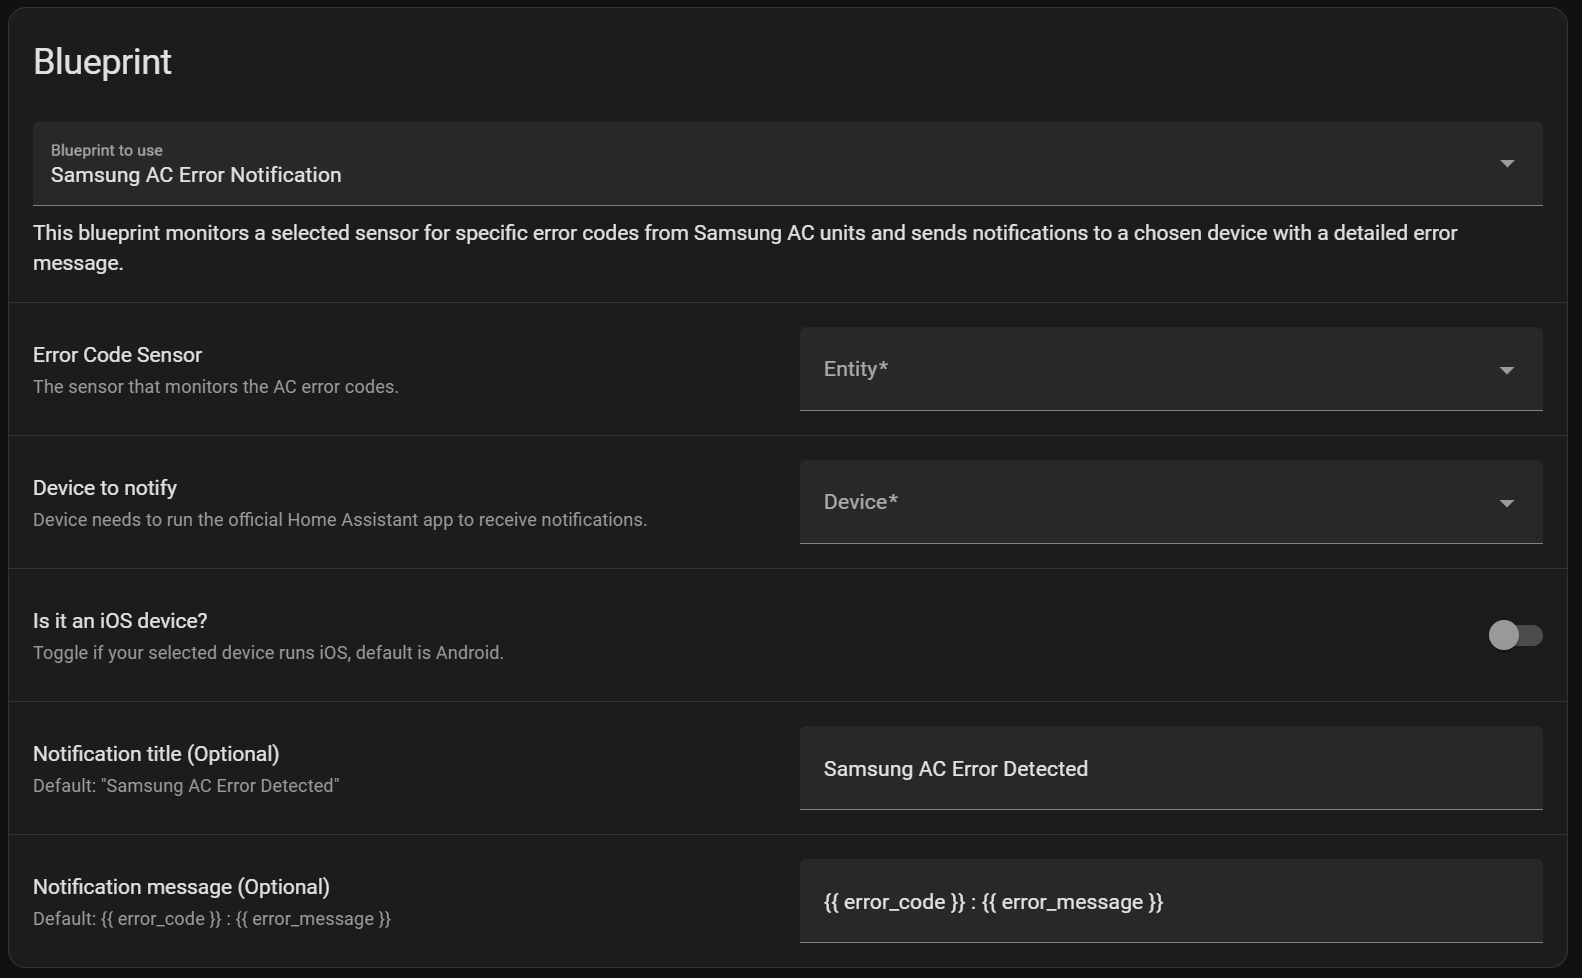 Blueprint
Blueprint to use
Samsung AC Error Notification
This blueprint monitors a selected sensor for specific error codes from Samsung AC units and sends notifications to a chosen device with a detailed error
message.
Error Code Sensor
The sensor that monitors the AC error codes.
Entity*
Device to notify
Device needs to run the official Home Assistant app to receive notifications.
Device*
Is it an iOS device?
Toggle if your selected device runs iOS, default is Android.
Notification title (Optional)
Default: "Samsung AC Error Detected"
Samsung AC Error Detected
Notification message (Optional)
Default: {{ error_code }} : {{ error_message }}
{{ error_code }} : {{ error_message }}